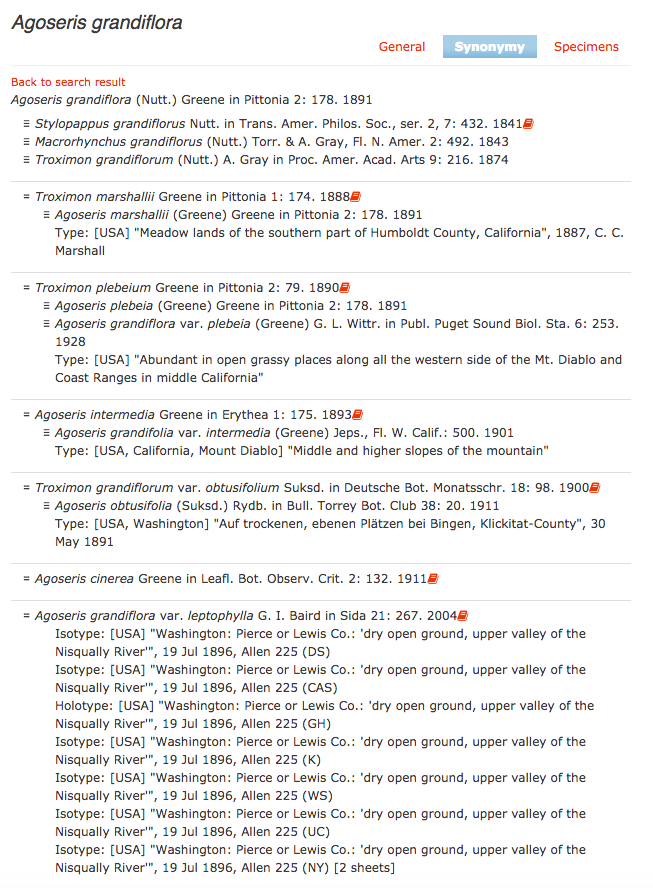 Agoseris grandiflora
General Synonymy Specimens
Back to search result
Agoseris grandiflora (Nutt.) Greene in Pittonia 2: 178. 1891
≡ Stylopappus grandiflorus Nutt. in Trans. Amer. Philos. Soc., ser. 2, 7: 432. 1841
≡ Macrorhynchus grandiflorus (Nutt.) Torr. & A. Gray, Fl. N. Amer. 2: 492. 1843
≡ Troximon grandiflorum (Nutt.) A. Gray in Proc. Amer. Acad. Arts 9: 216. 1874
= Troximon marshallii Greene in Pittonia 1: 174. 1888
≡ Agoseris marshallii (Greene) Greene in Pittonia 2: 178. 1891
Type: [USA] "Meadow lands of the southern part of Humboldt County, California", 1887, C. C.
Marshall
= Troximon plebeium Greene in Pittonia 2: 79. 1890
≡ Agoseris plebeia (Greene) Greene in Pittonia 2: 178. 1891
≡ Agoseris grandiflora var. plebeia (Greene) G. L. Wittr. in Publ. Puget Sound Biol. Sta. 6: 253.
1928
Type: [USA] "Abundant in open grassy places along all the western side of the Mt. Diablo and
Coast Ranges in middle California"
= Agoseris intermedia Greene in Erythea 1: 175. 1893
≡ Agoseris grandifolia var. intermedia (Greene) Jeps., Fl. W. Calif.: 500. 1901
Type: [USA, California, Mount Diablo] "Middle and higher slopes of the mountain"
= Troximon grandiflorum var. obtusifolium Suksd. in Deutsche Bot. Monatsschr. 18: 98. 1900
≡ Agoseris obtusifolia (Suksd.) Rydb. in Bull. Torrey Bot. Club 38: 20. 1911
Type: [USA, Washington] "Auf trockenen, ebenen Plätzen bei Bingen, Klickitat-County", 30
May 1891
= Agoseris cinerea Greene in Leafl. Bot. Observ. Crit. 2: 132. 1911
= Agoseris grandiflora var. leptophylla G. I. Baird in Sida 21: 267. 2004
Isotype: [USA] "Washington: Pierce or Lewis Co.: 'dry open ground, upper valley of the
Nisqually River'", 19 Jul 1896, Allen 225 (DS)
Isotype: [USA] "Washington: Pierce or Lewis Co.: 'dry open ground, upper valley of the
Nisqually River'", 19 Jul 1896, Allen 225 (CAS)
Holotype: [USA] "Washington: Pierce or Lewis Co.: 'dry open ground, upper valley of the
Nisqually River'", 19 Jul 1896, Allen 225 (GH)
Isotype: [USA] "Washington: Pierce or Lewis Co.: 'dry open ground, upper valley of the
Nisqually River'", 19 Jul 1896, Allen 225 (K)
Isotype: [USA] "Washington: Pierce or Lewis Co.: 'dry open ground, upper valley of the
Nisqually River'", 19 Jul 1896, Allen 225 (WS)
Isotype: [USA] "Washington: Pierce or Lewis Co.: 'dry open ground, upper valley of the
Nisqually River'", 19 Jul 1896, Allen 225 (UC)
Isotype: [USA] "Washington: Pierce or Lewis Co.: 'dry open ground, upper valley of the
Nisqually River'", 19 Jul 1896, Allen 225 (NY) [2 sheets]